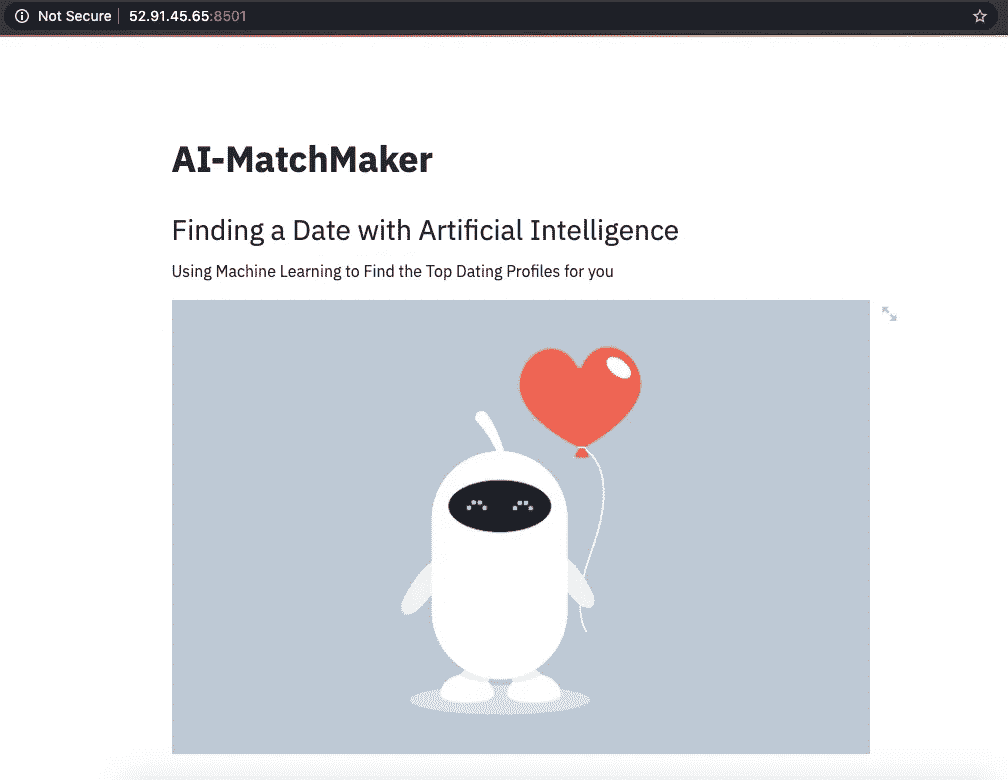 Not Secure | 52.91.45.65:8501
AI-MatchMaker
Finding a Date with Artificial Intelligence
Using Machine Learning to Find the Top Dating Profiles for you